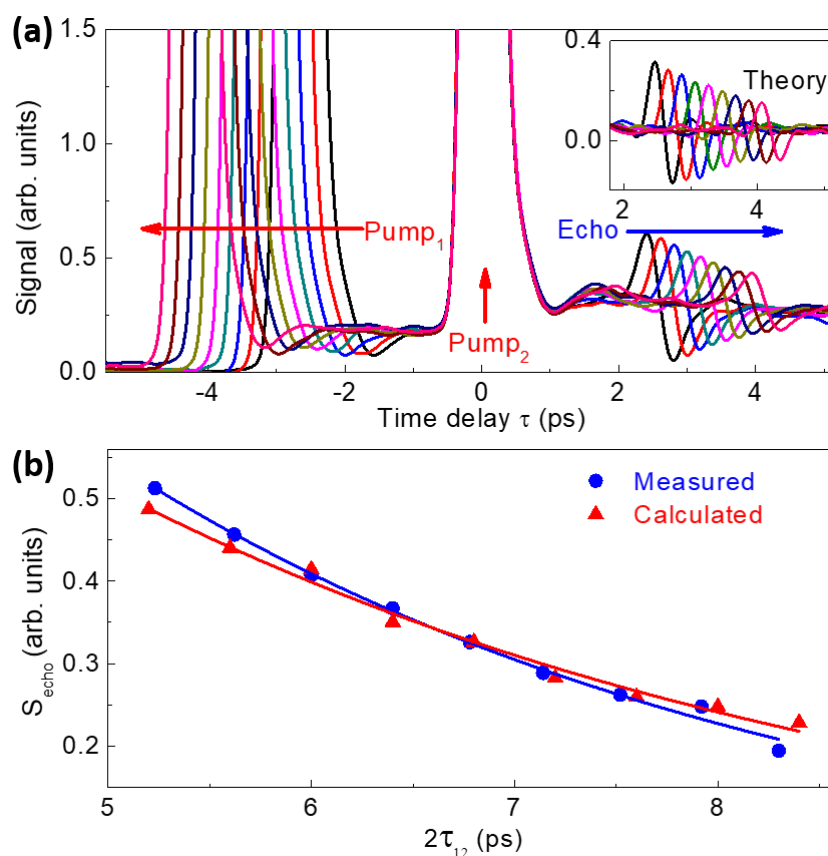 (a)
1.5
1.0
0.5
0.0
Signal (arb. units)
-4
-2
0
2
4
Time delay τ (ps)
Pump₁
Pump₂
Echo
0.4
0.0
Theory
2
4
(b)
0.5
0.4
0.3
0.2
S_echo (arb. units)
Measured
Calculated
5
6
7
8
2τ₁₂ (ps)